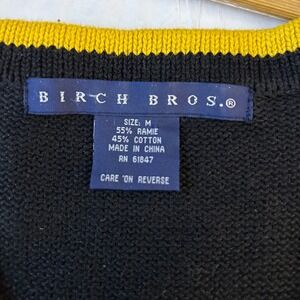 BIRCH BROS.®
SIZE: M
55% RAMIE
45% COTTON
MADE IN CHINA
RN 61847
CARE ON REVERSE